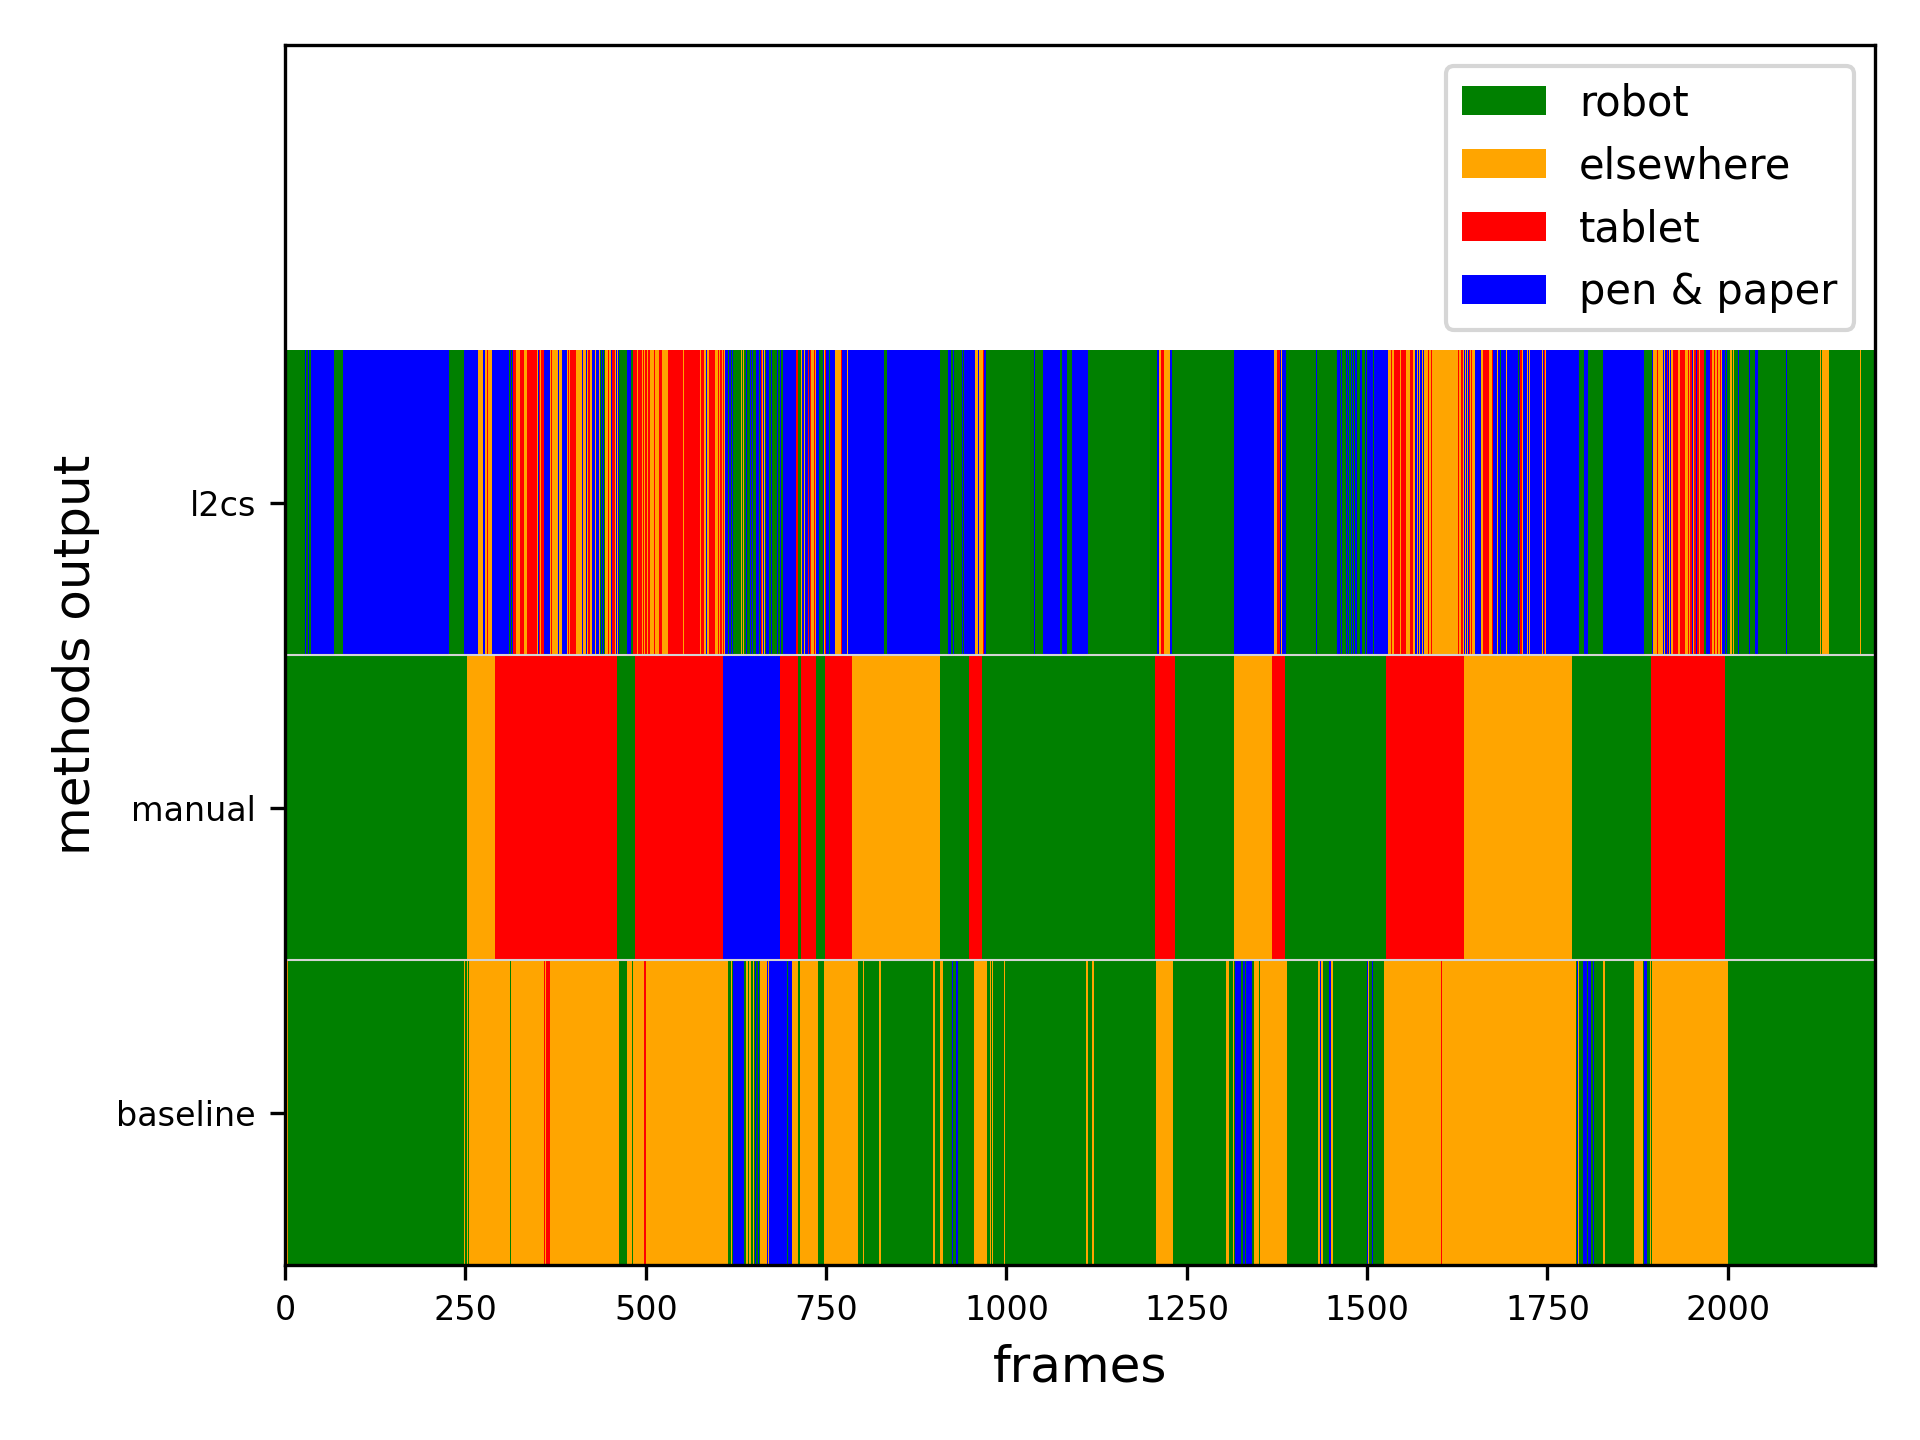 robot
elsewhere
tablet
pen & paper
methods output
l2cs
manual
baseline
0 250 500 750 1000 1250 1500 1750 2000
frames